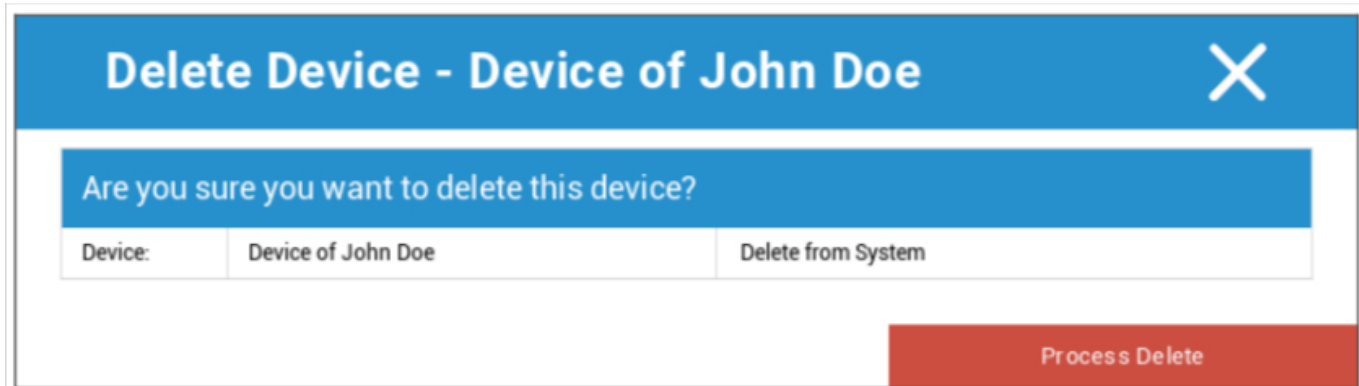 Delete Device - Device of John Doe
Are you sure you want to delete this device?
Device: Device of John Doe Delete from System
Process Delete